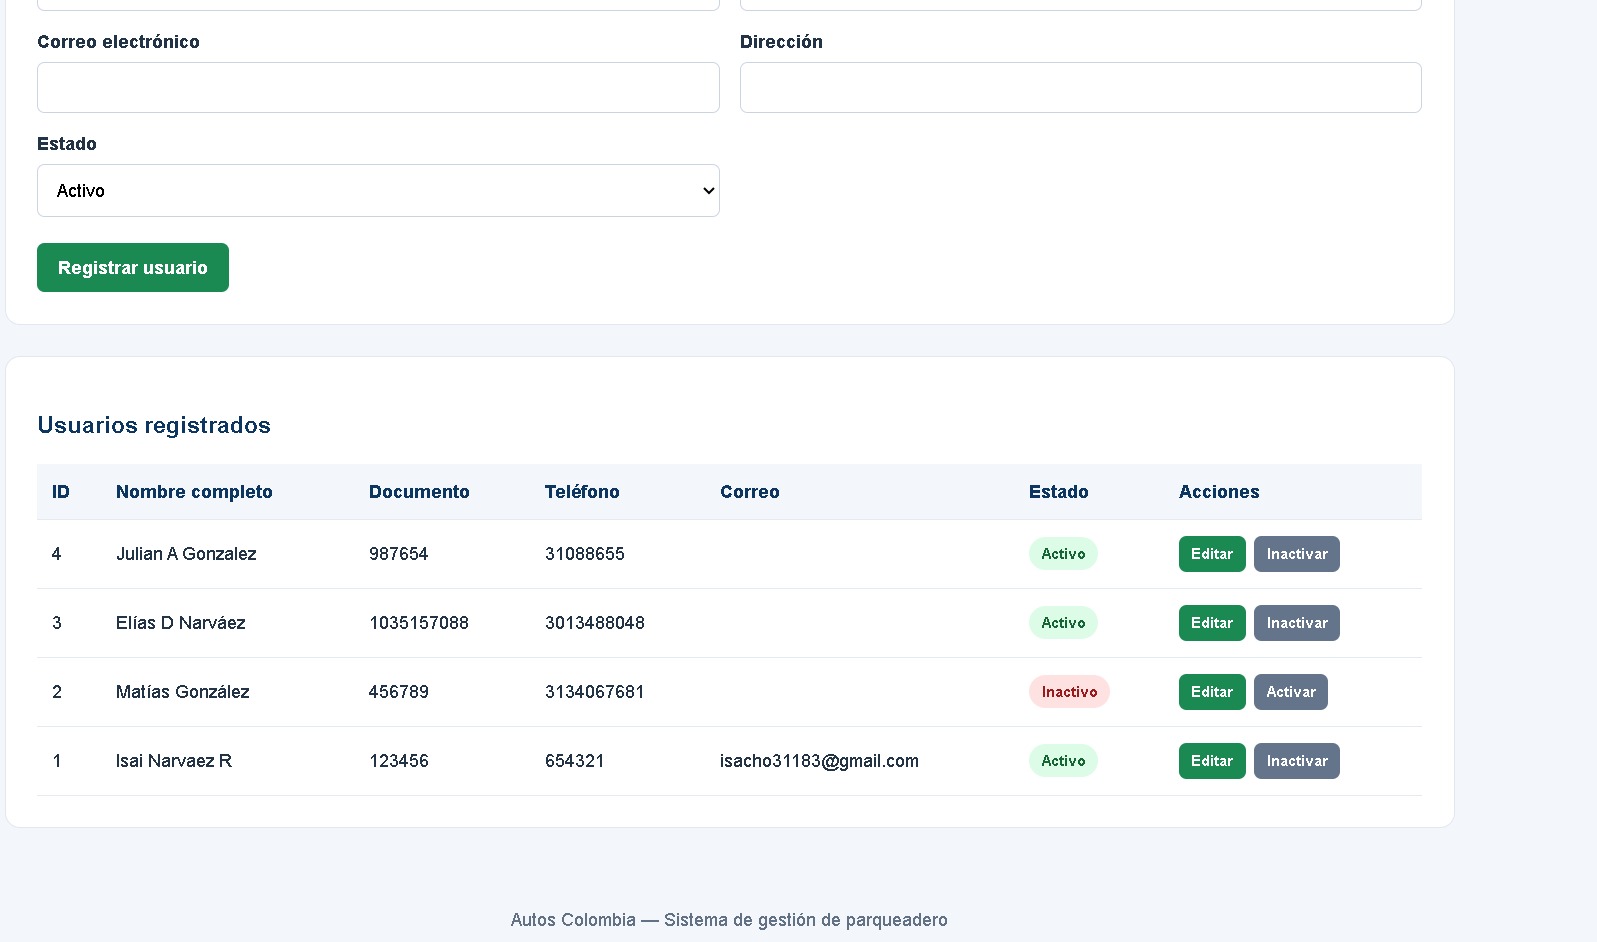 Correo electrónico Dirección
Estado
Activo
Registrar usuario
Usuarios registrados
ID Nombre completo Documento Teléfono Correo Estado Acciones
4 Julian A Gonzalez 987654 31088655 Activo Editar Inactivar
3 Elías D Narváez 1035157088 3013488048 Activo Editar Inactivar
2 Matías González 456789 3134067681 Inactivo Editar Activar
1 Isai Narvaez R 123456 654321 isacho31183@gmail.com Activo Editar Inactivar
Autos Colombia — Sistema de gestión de parqueadero